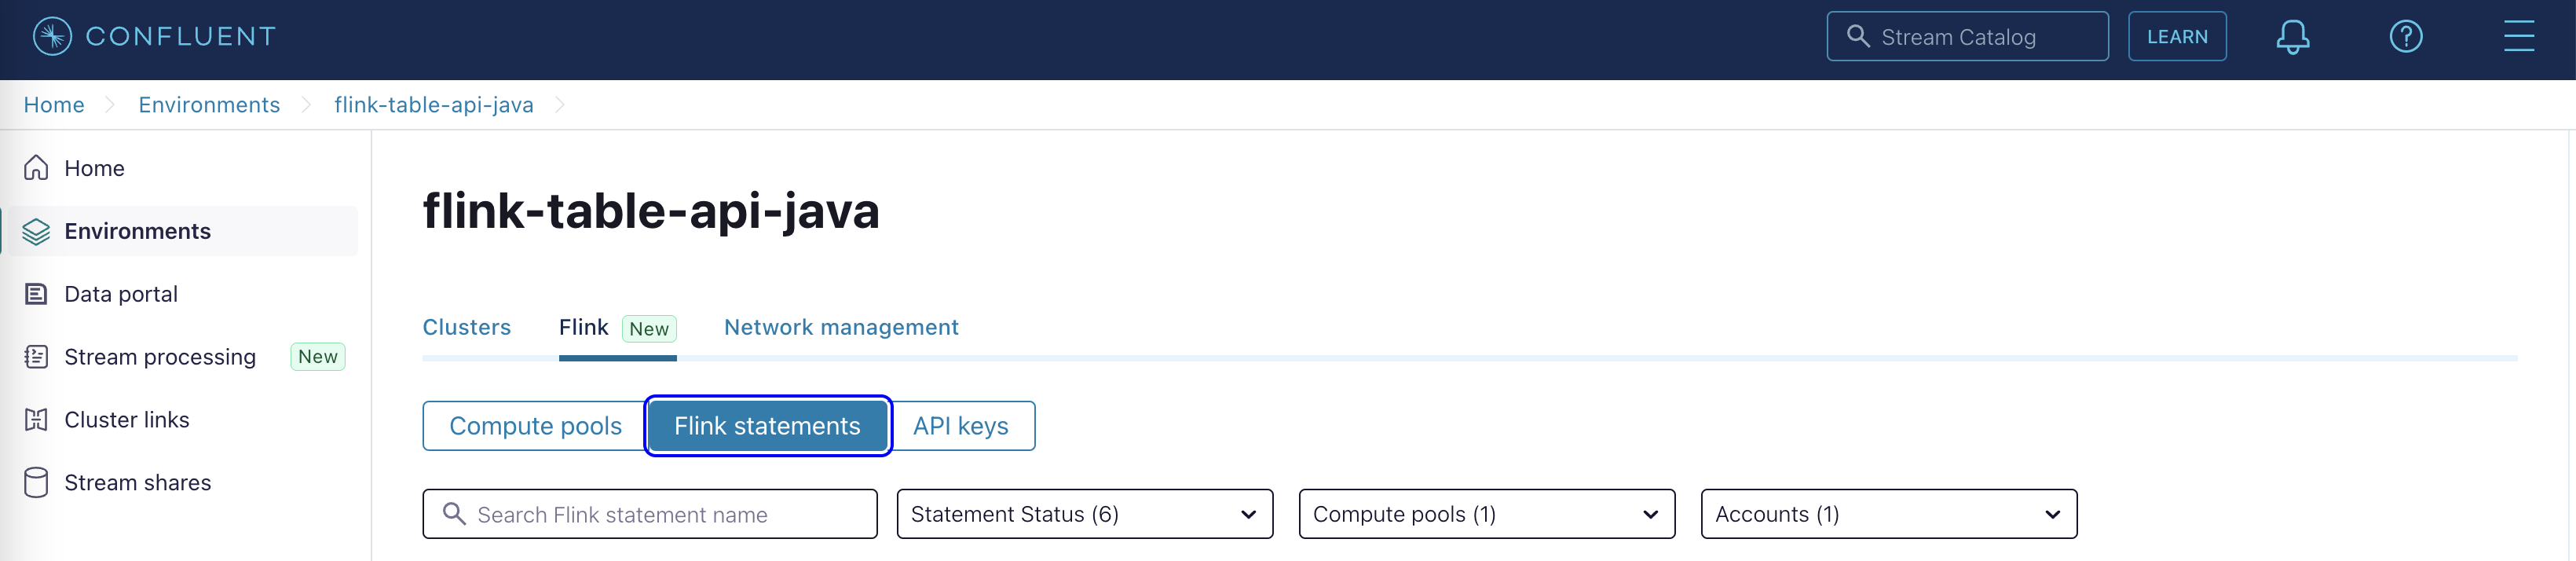 CONFLUENT
Stream Catalog
LEARN
?
Home
Environments
flink-table-api-java
Home
Environments
Data portal
Stream processing New
Cluster links
Stream shares
flink-table-api-java
Clusters
Flink New
Network management
Compute pools
Flink statements
API keys
Search Flink statement name
Statement Status (6)
Compute pools (1)
Accounts (1)